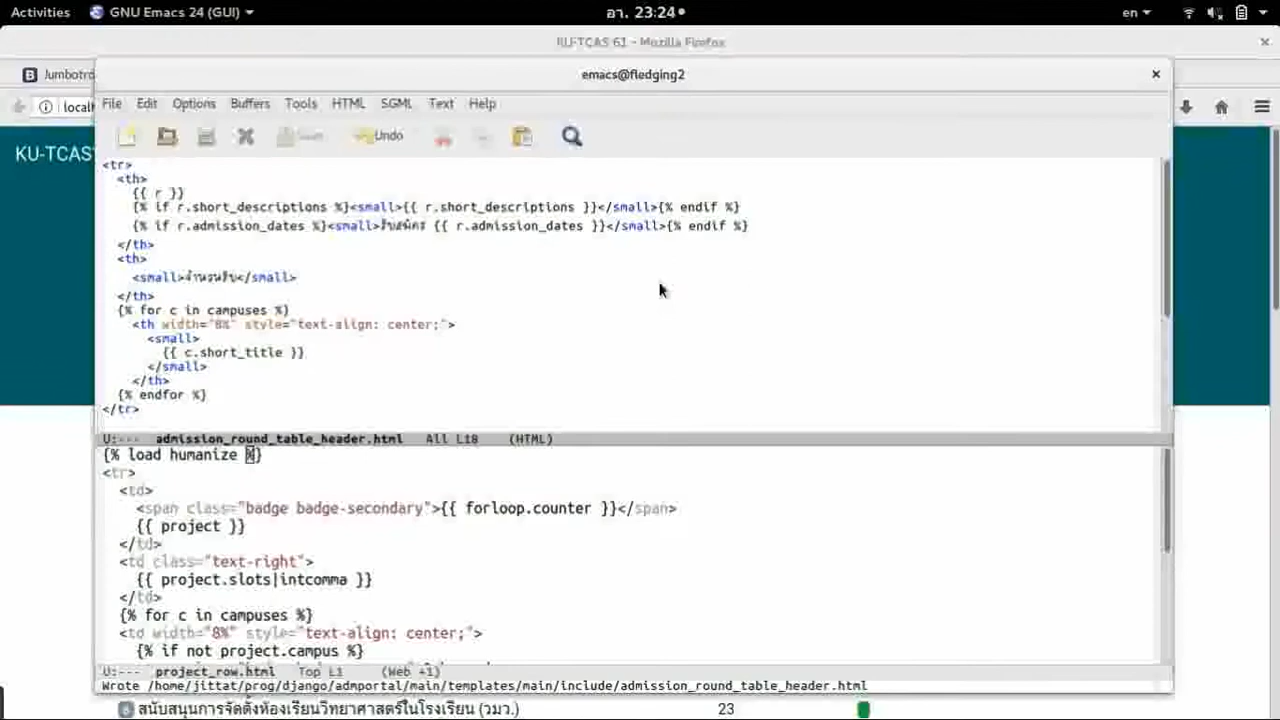 Activities GNU Emacs 24 (GUI) อา. 23:24 en
KU-TCAS 61 - Mozilla Firefox
Jumbotro
emacs@fledging2
File Edit Options Buffers Tools HTML SGML Text Help
local
Save Undo
KU-TCAS
<tr>
<th>
{{ r }}
{% if r.short_descriptions %}<small>{{ r.short_descriptions }}</small>{% endif %}
{% if r.admission_dates %}<small>รับสมัคร {{ r.admission_dates }}</small>{% endif %}
</th>
<th>
<small>จำนวนรับ</small>
</th>
{% for c in campuses %}
<th width="8%" style="text-align: center;">
<small>
{{ c.short_title }}
</small>
</th>
{% endfor %}
</tr>
U:--- admission_round_table_header.html All L18 (HTML)
{% load humanize %}
<tr>
<td>
<span class="badge badge-secondary">{{ forloop.counter }}</span>
{{ project }}
</td>
<td class="text-right">
{{ project.slots|intcomma }}
</td>
{% for c in campuses %}
<td width="8%" style="text-align: center;">
{% if not project.campus %}
U:--- project_row.html Top L1 (Web +1)
Wrote /home/jittat/prog/django/admportal/main/templates/main/include/admission_round_table_header.html
สนับสนุนการจัดตั้งห้องเรียนวิทยาศาสตร์ในโรงเรียน (วมว.) 23